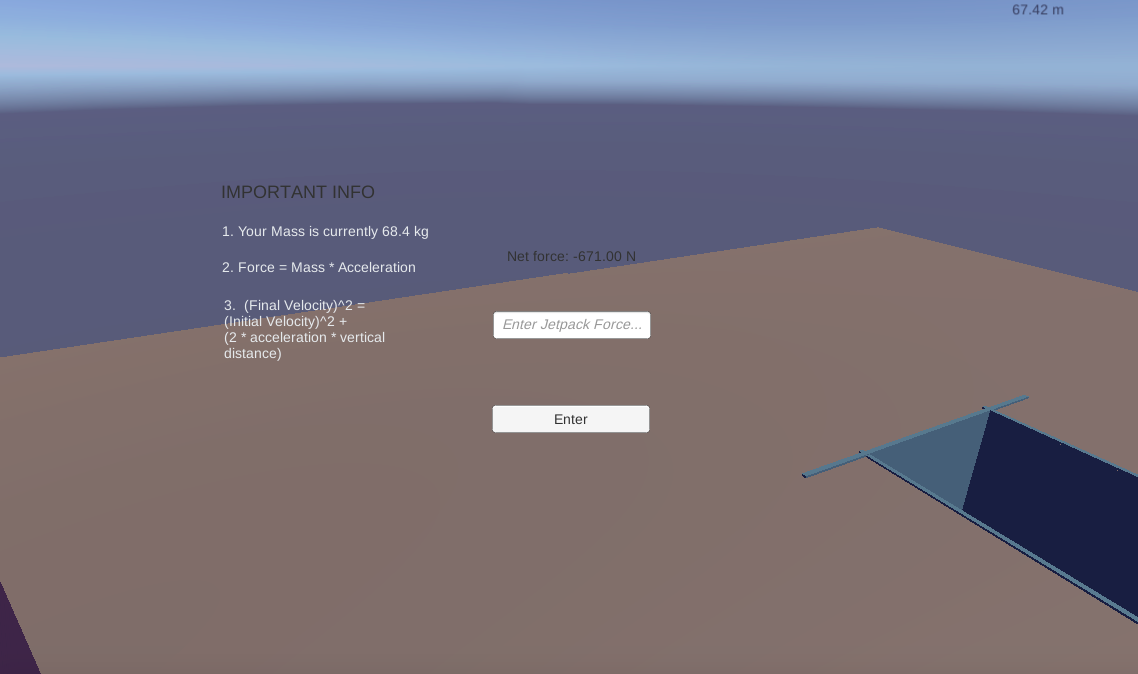 67.42 m
IMPORTANT INFO
1. Your Mass is currently 68.4 kg
Net force: -671.00 N
2. Force = Mass * Acceleration
3.  (Final Velocity)^2 =
(Initial Velocity)^2 +
(2 * acceleration * vertical
distance)
Enter Jetpack Force...
Enter